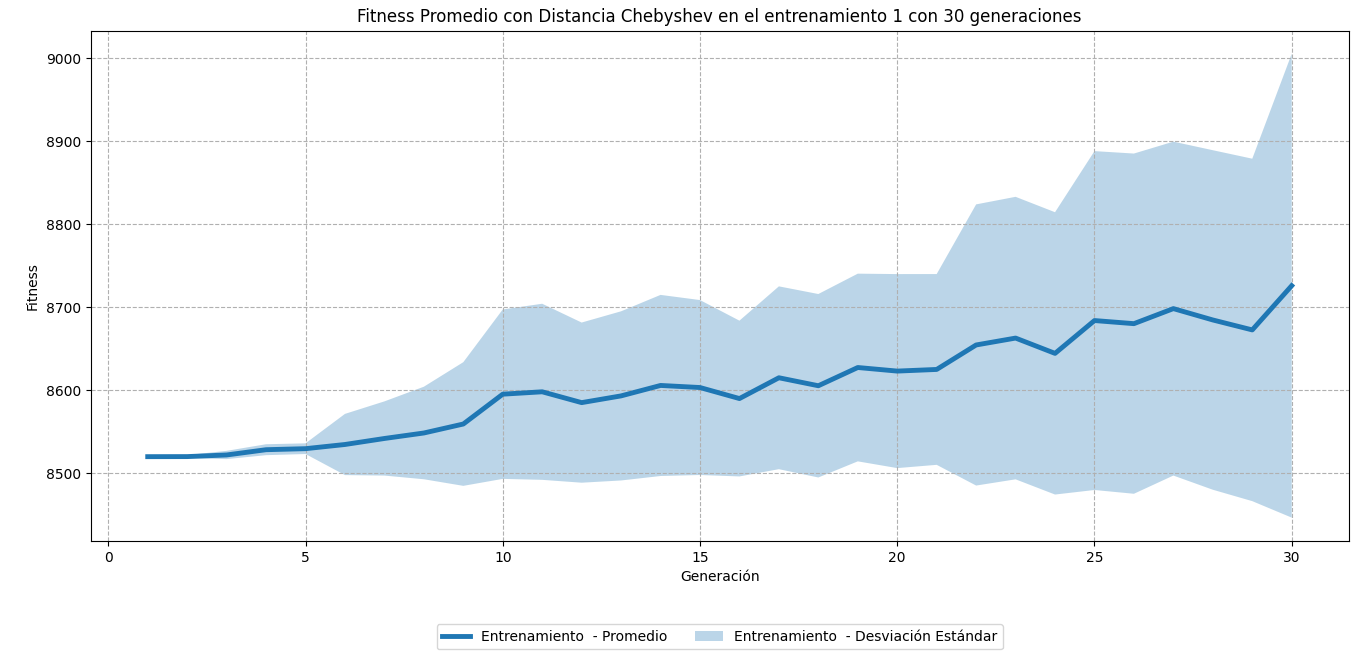 Fitness Promedio con Distancia Chebyshev en el entrenamiento 1 con 30 generaciones
Fitness
9000
8900
8800
8700
8600
8500
0 5 10 15 20 25 30
Generación
Entrenamiento - Promedio Entrenamiento - Desviación Estándar